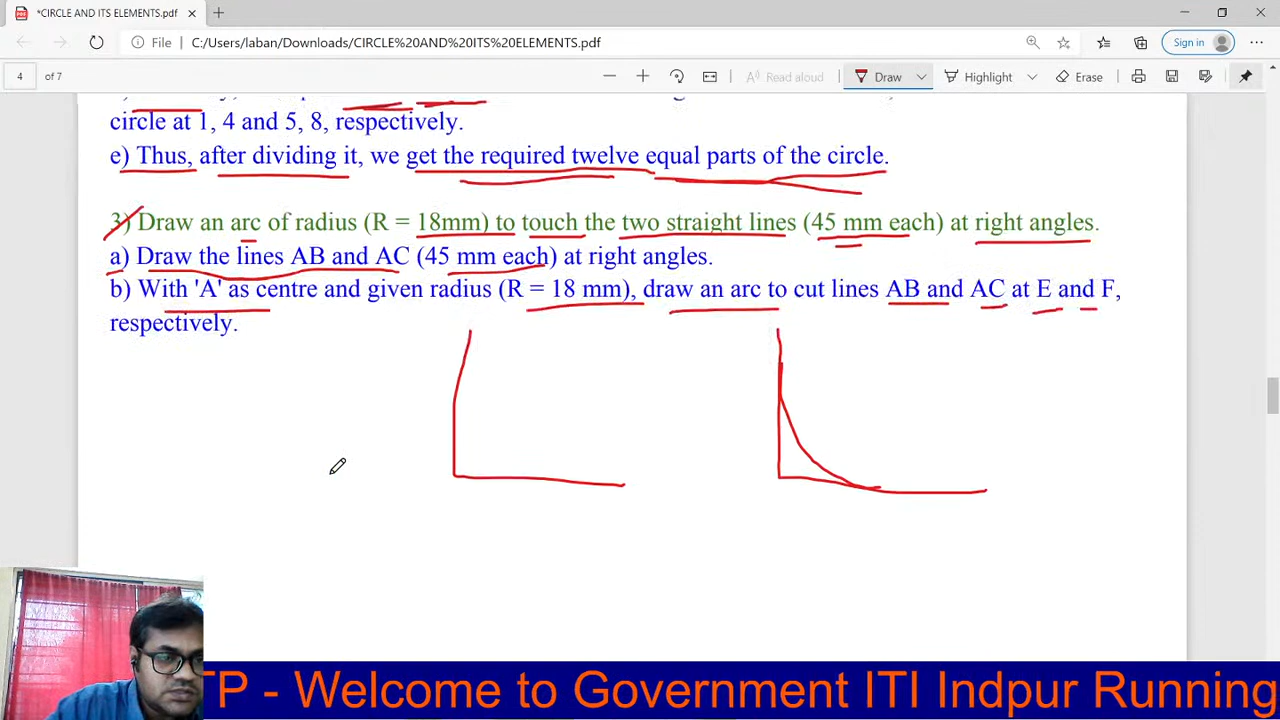 *CIRCLE AND ITS ELEMENTS.pdf
File C:/Users/laban/Downloads/CIRCLE%20AND%20ITS%20ELEMENTS.pdf Sign in
4 of 7 Read aloud Draw Highlight Erase
circle at 1, 4 and 5, 8, respectively.
e) Thus, after dividing it, we get the required twelve equal parts of the circle.
3) Draw an arc of radius (R = 18mm) to touch the two straight lines (45 mm each) at right angles.
a) Draw the lines AB and AC (45 mm each) at right angles.
b) With 'A' as centre and given radius (R = 18 mm), draw an arc to cut lines AB and AC at E and F,
respectively.
TP - Welcome to Government ITI Indpur Running